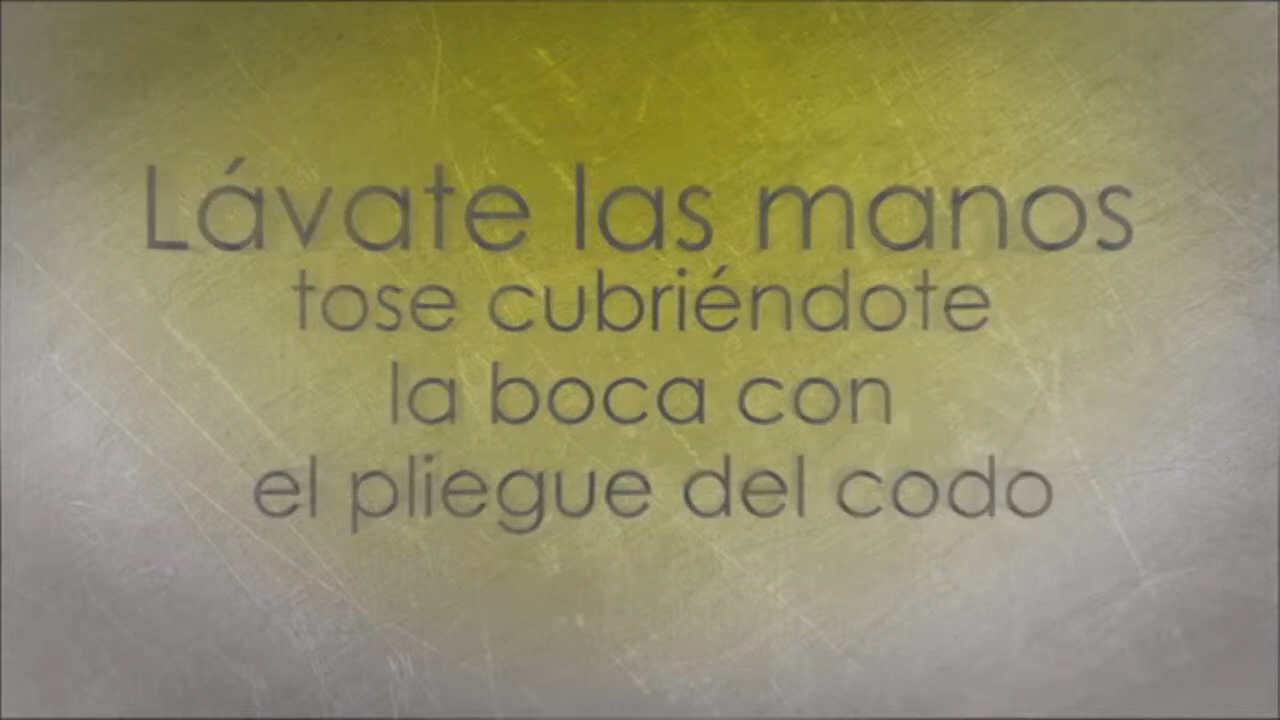 Lávate las manos
tose cubriéndote
la boca con
el pliegue del codo